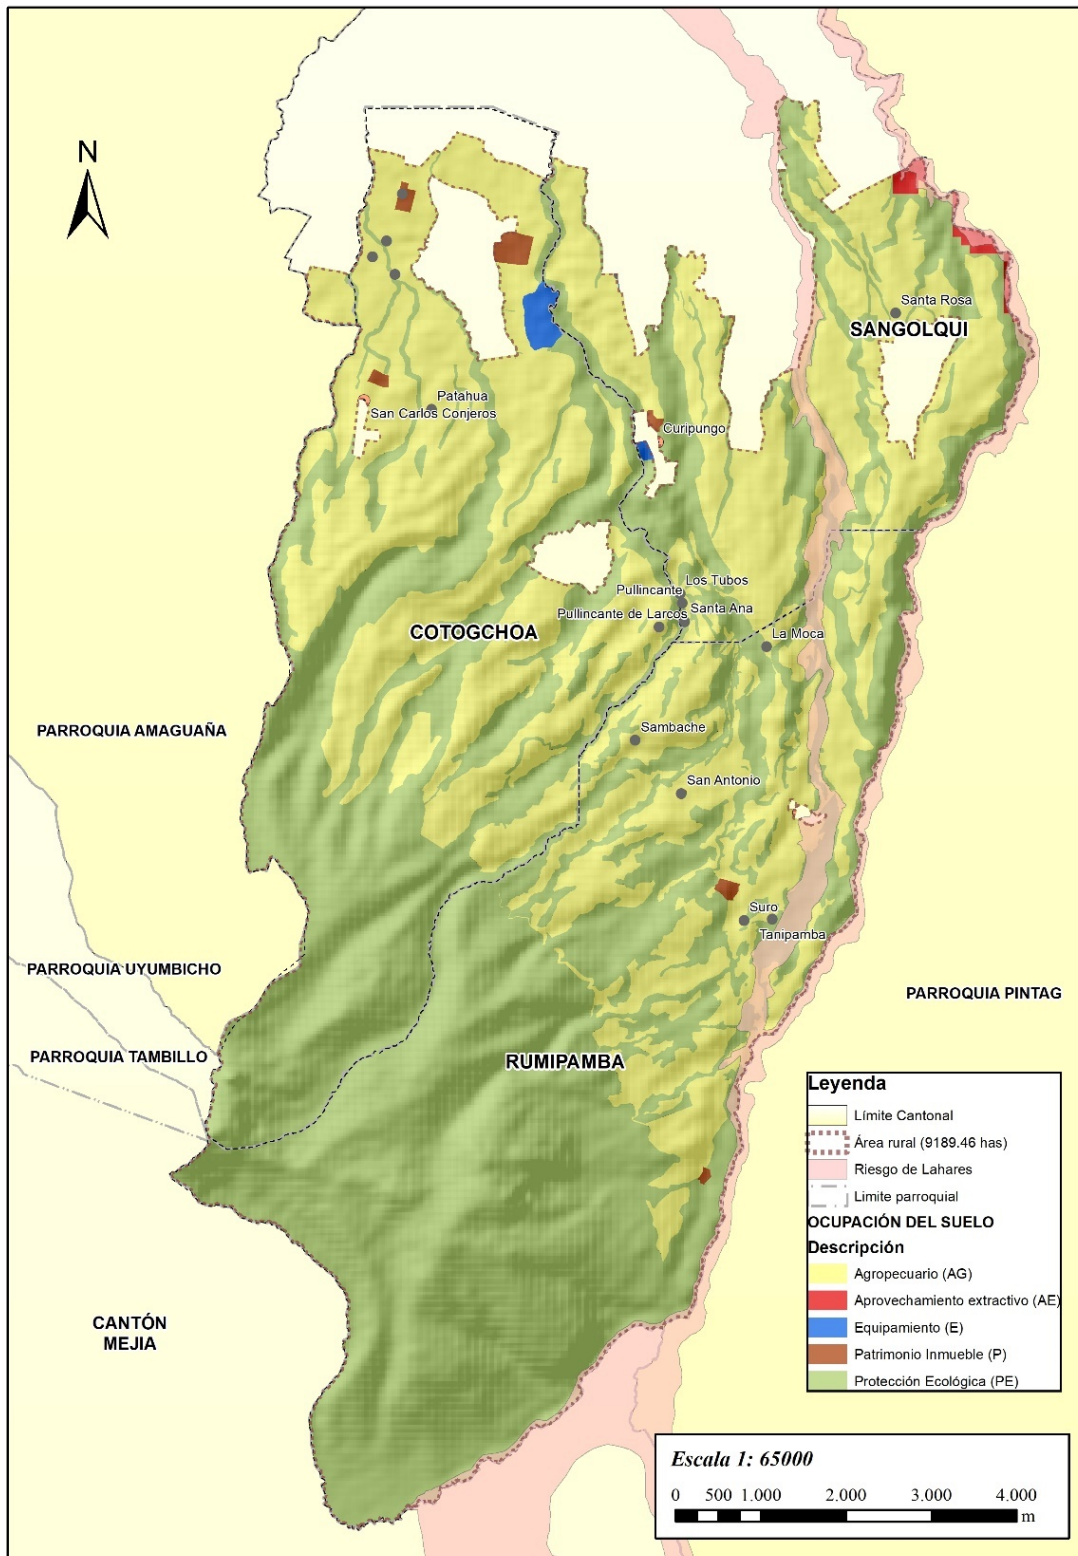 N
Santa Rosa
SANGOLQUI
Patahua
San Carlos Conjeros
Curipungo
Los Tubos
Pullincante
Santa Ana
Pullincante de Larcos
COTOGCHOA
La Moca
PARROQUIA AMAGUAÑA
Sambache
San Antonio
Suro
Tanipamba
PARROQUIA UYUMBICHO
PARROQUIA PINTAG
PARROQUIA TAMBILLO
RUMIPAMBA
CANTÓN
MEJIA
Leyenda
Límite Cantonal
Área rural (9189.46 has)
Riesgo de Lahares
Limite parroquial
OCUPACIÓN DEL SUELO
Descripción
Agropecuario (AG)
Aprovechamiento extractivo (AE)
Equipamiento (E)
Patrimonio Inmueble (P)
Protección Ecológica (PE)
Escala 1: 65000
0 500 1.000 2.000 3.000 4.000
m